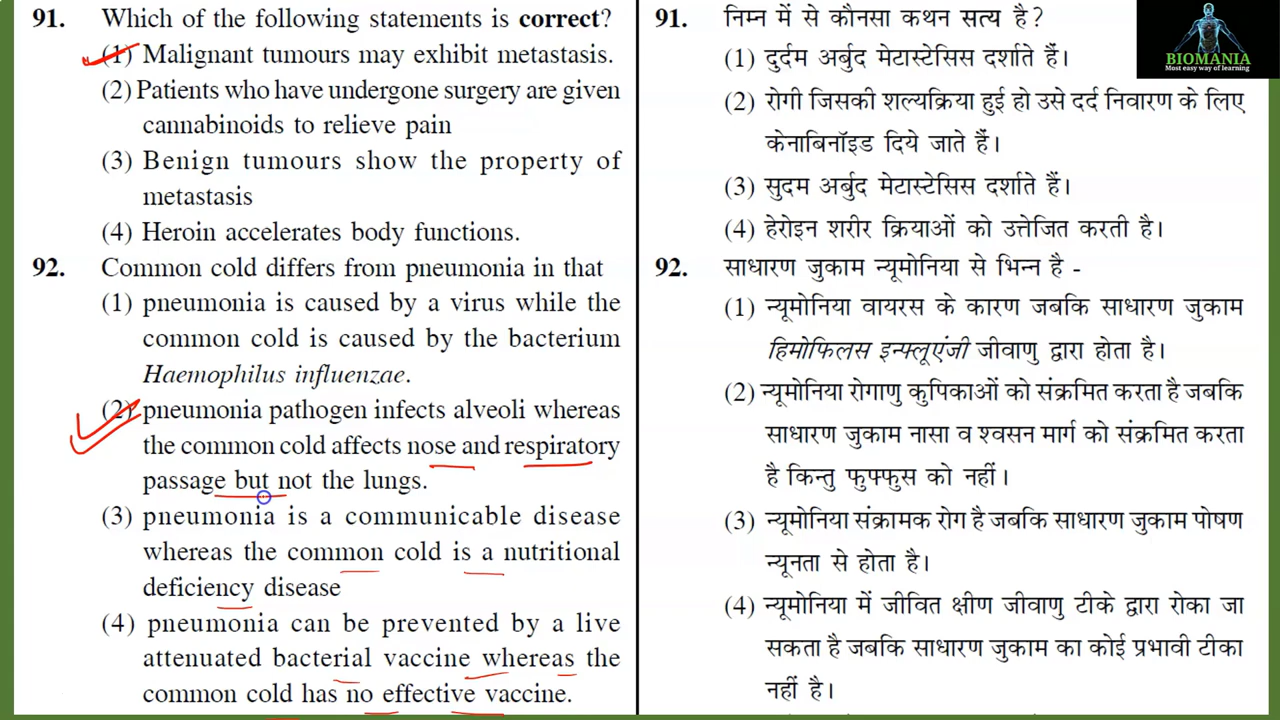 91. Which of the following statements is correct?
(1) Malignant tumours may exhibit metastasis.
(2) Patients who have undergone surgery are given
cannabinoids to relieve pain
(3) Benign tumours show the property of
metastasis
(4) Heroin accelerates body functions.
92. Common cold differs from pneumonia in that
(1) pneumonia is caused by a virus while the
common cold is caused by the bacterium
Haemophilus influenzae.
(2) pneumonia pathogen infects alveoli whereas
the common cold affects nose and respiratory
passage but not the lungs.
(3) pneumonia is a communicable disease
whereas the common cold is a nutritional
deficiency disease
(4) pneumonia can be prevented by a live
attenuated bacterial vaccine whereas the
common cold has no effective vaccine.
91. निम्न में से कौनसा कथन सत्य है ?
(1) दुर्दम अर्बुद मेटास्टेसिस दर्शाते हैं।
(2) रोगी जिसकी शल्यक्रिया हुई हो उसे दर्द निवारण के लिए
केनाबिनॉइड दिये जाते हैं।
(3) सुदम अर्बुद मेटास्टेसिस दर्शाते हैं।
(4) हेरोइन शरीर क्रियाओं को उत्तेजित करती है।
92. साधारण जुकाम न्यूमोनिया से भिन्न है -
(1) न्यूमोनिया वायरस के कारण जबकि साधारण जुकाम
हिमोफिलस इन्फ्लूएंजी जीवाणु द्वारा होता है।
(2) न्यूमोनिया रोगाणु कुपिकाओं को संक्रमित करता है जबकि
साधारण जुकाम नासा व श्वसन मार्ग को संक्रमित करता
है किन्तु फुफ्फुस को नहीं।
(3) न्यूमोनिया संक्रामक रोग है जबकि साधारण जुकाम पोषण
न्यूनता से होता है।
(4) न्यूमोनिया में जीवित क्षीण जीवाणु टीके द्वारा रोका जा
सकता है जबकि साधारण जुकाम का कोई प्रभावी टीका
नहीं है।
BIOMANIA
Most easy way of learning